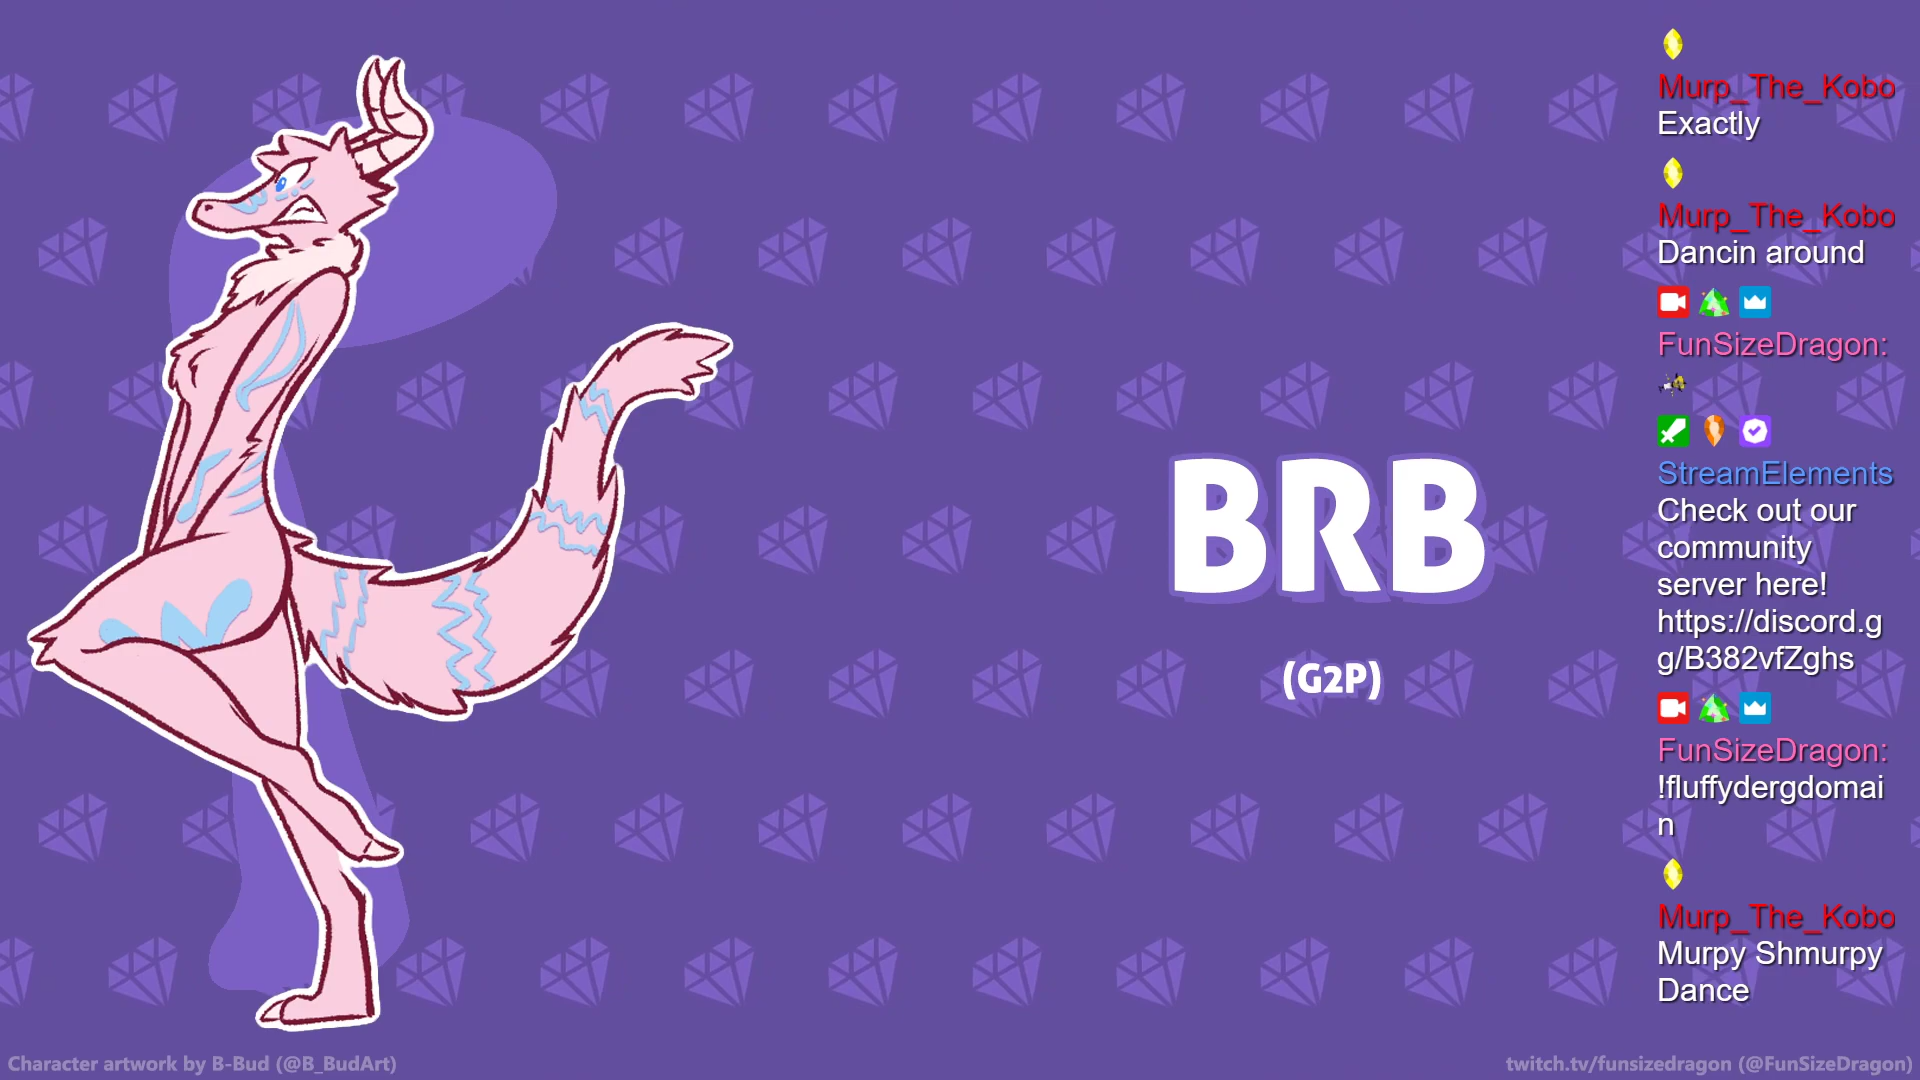 BRB
(G2P)
Murp_The_Kobo
Exactly
Murp_The_Kobo
Dancin around
FunSizeDragon:
StreamElements
Check out our
community
server here!
https://discord.g
g/B382vfZghs
FunSizeDragon:
!fluffydergdomai
n
Murp_The_Kobo
Murpy Shmurpy
Dance
Character artwork by B-Bud (@B_BudArt)
twitch.tv/funsizedragon (@FunSizeDragon)